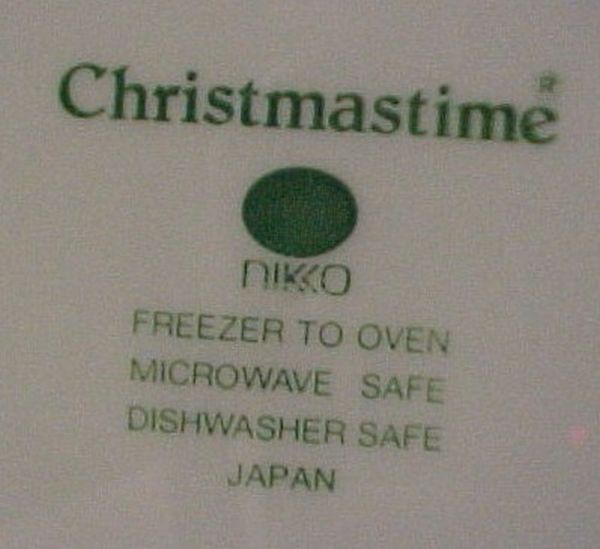 Christmastime®
NIKKO
FREEZER TO OVEN
MICROWAVE SAFE
DISHWASHER SAFE
JAPAN